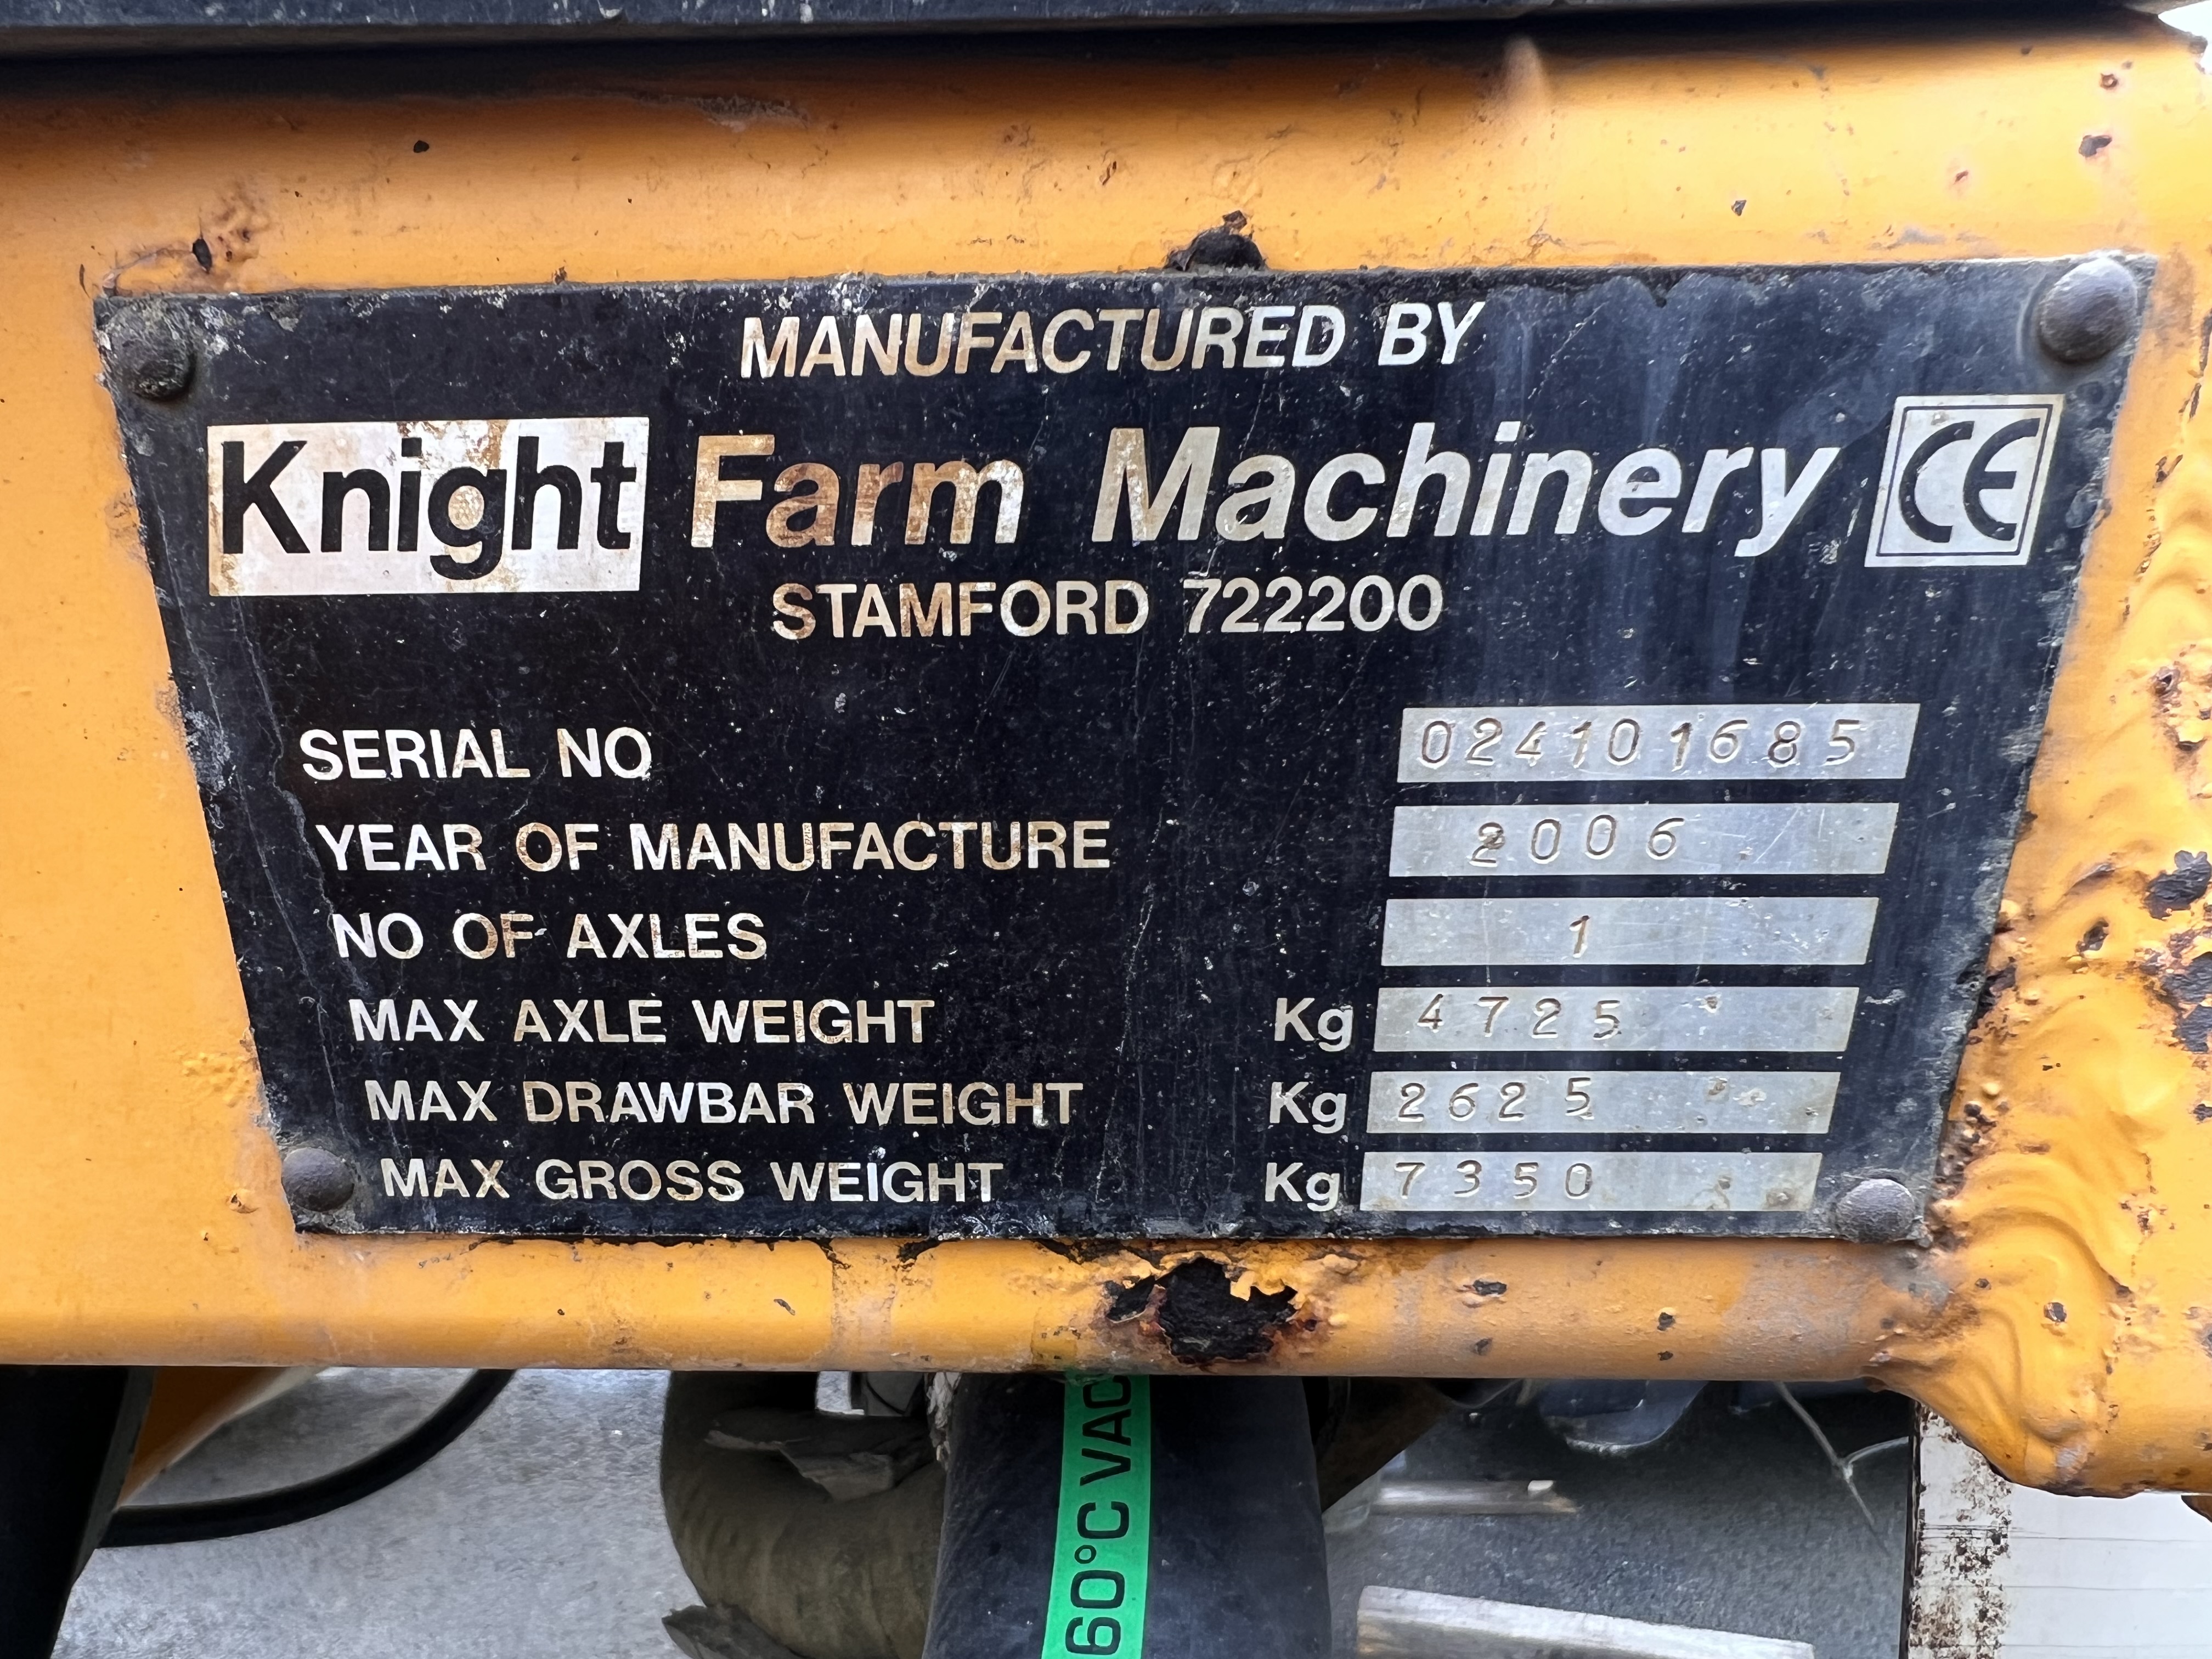 MANUFACTURED BY
Knight Farm Machinery CE
STAMFORD 722200
SERIAL NO 024101685
YEAR OF MANUFACTURE 2006
NO OF AXLES 1
MAX AXLE WEIGHT Kg 4725
MAX DRAWBAR WEIGHT Kg 2625
MAX GROSS WEIGHT Kg 7350
60°C VAC